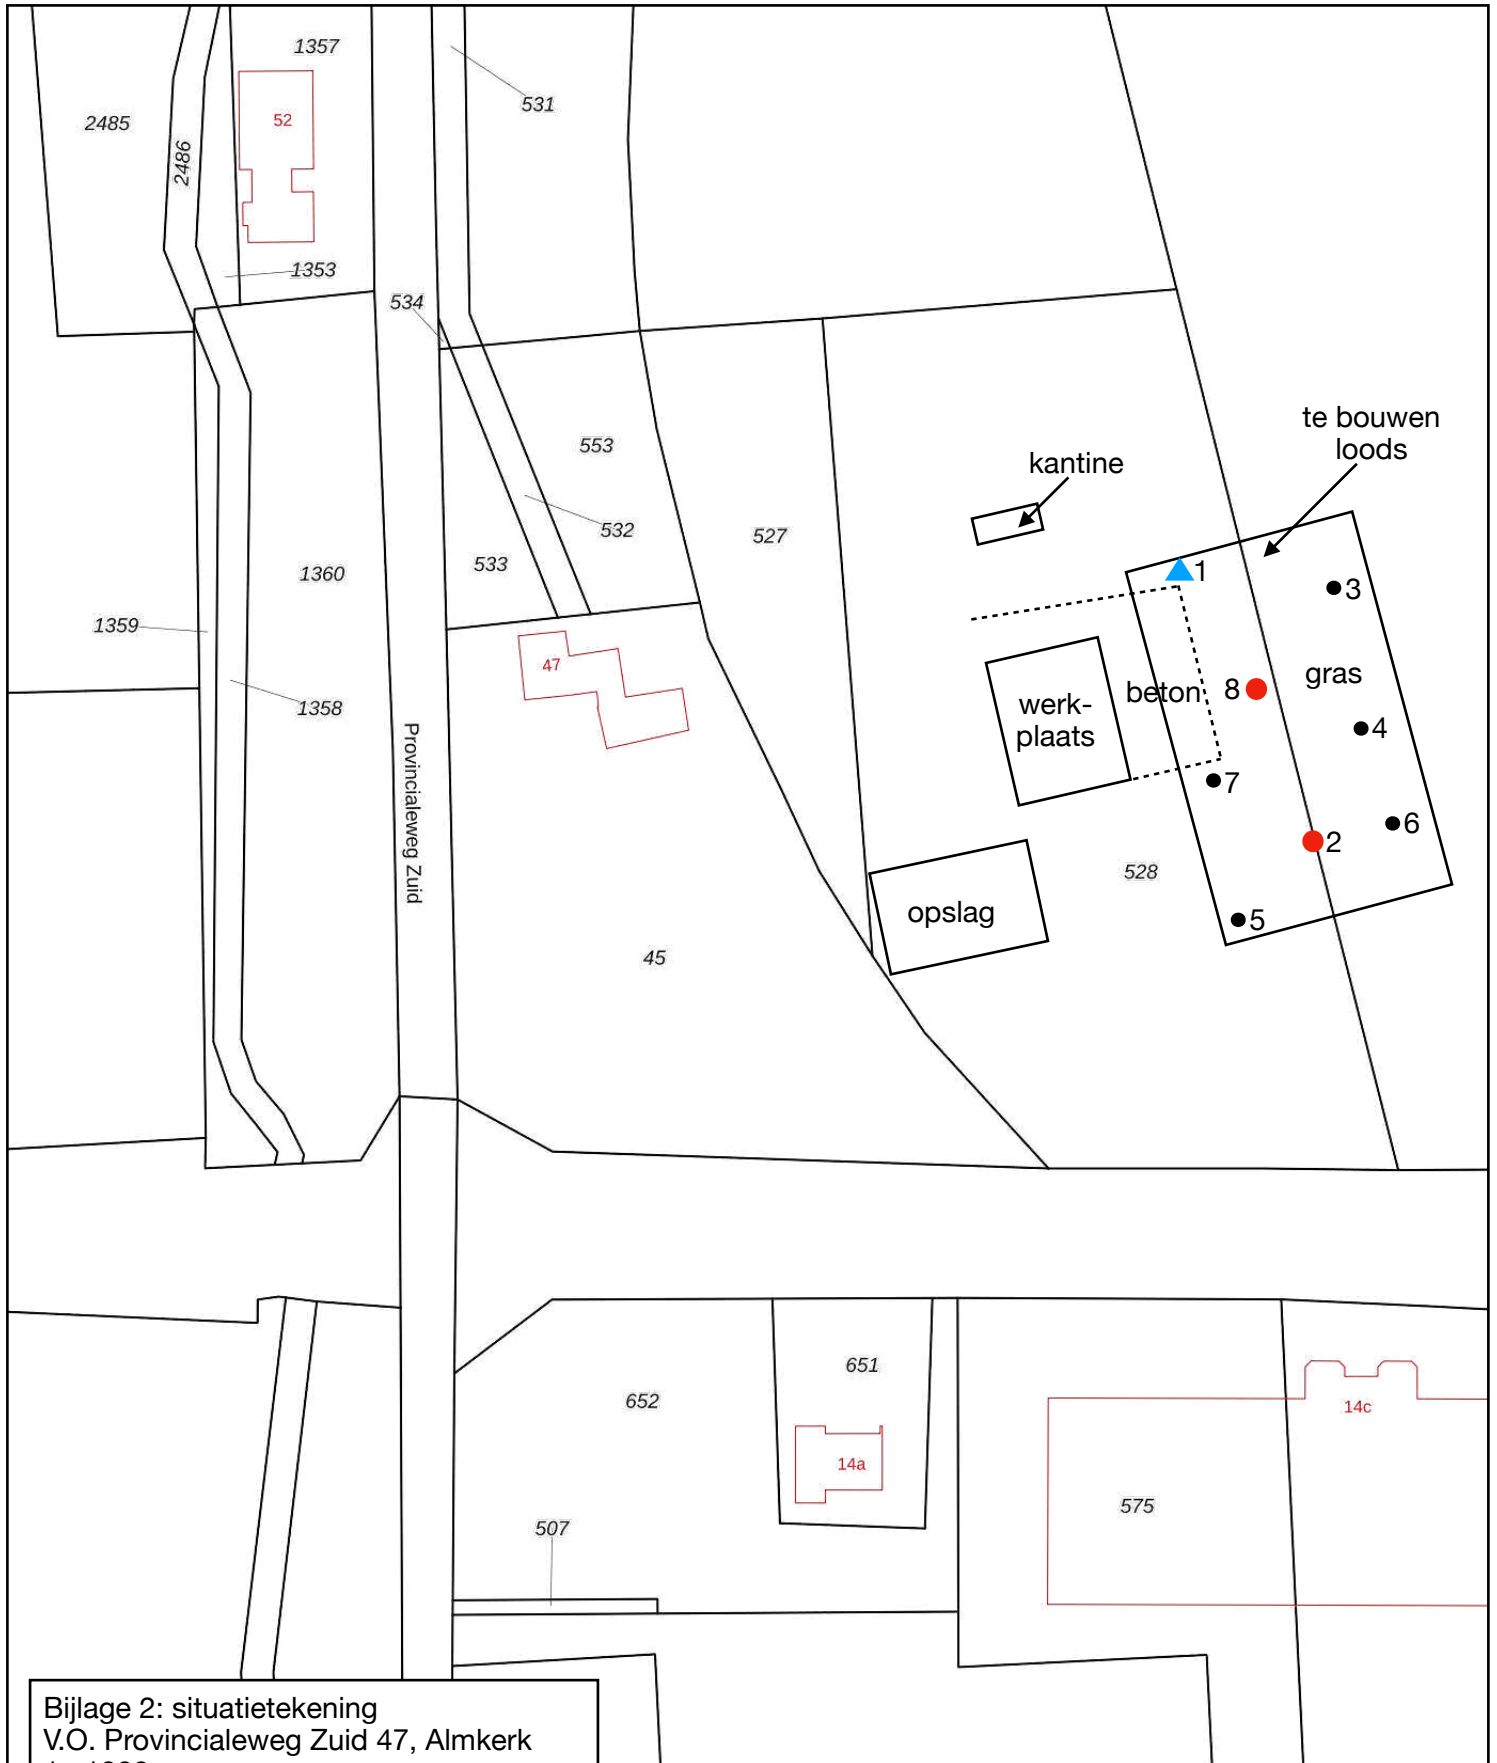 1357
531
2485
52
2486
1353
534
te bouwen
loods
553
kantine
532
527
533
1360
1
3
1359
47
gras
8
beton
werk-
plaats
1358
4
Provincialeweg Zuid
7
6
2
528
opslag
5
45
651
652
14c
14a
575
507
Bijlage 2: situatietekening
V.O. Provincialeweg Zuid 47, Almkerk